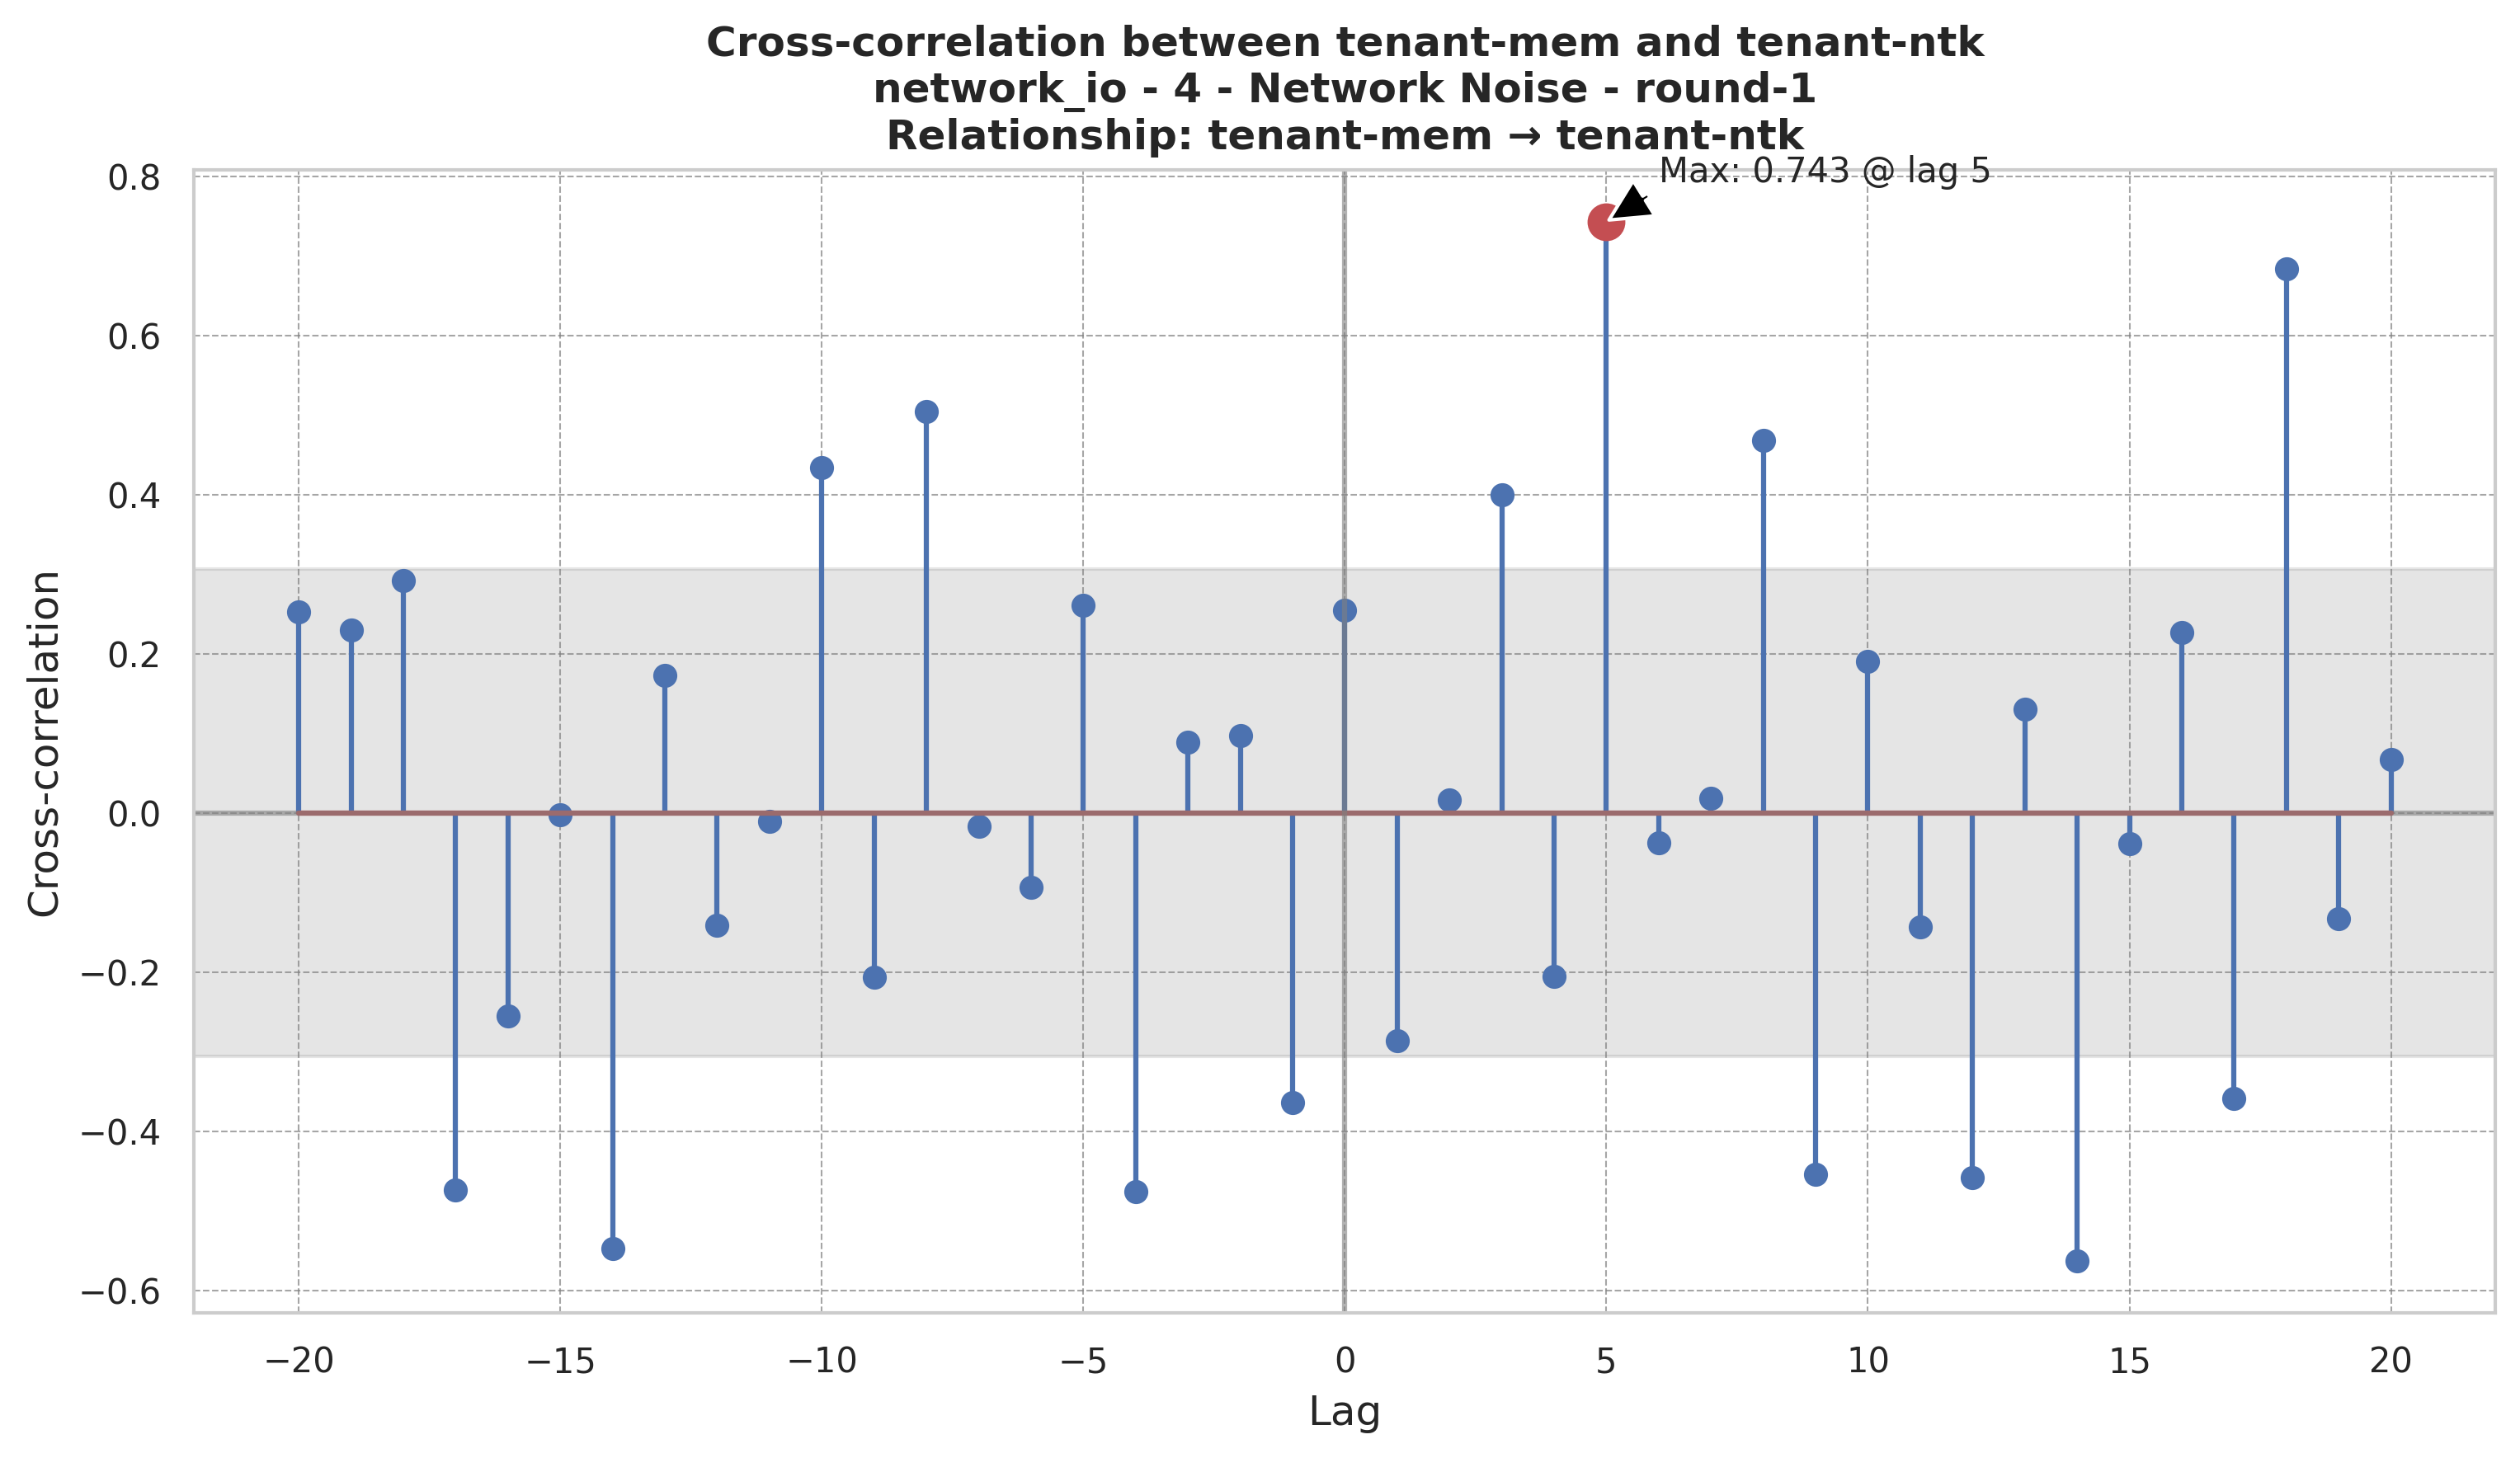 Cross-correlation between tenant-mem and tenant-ntk
network_io - 4 - Network Noise - round-1
Relationship: tenant-mem → tenant-ntk
Max: 0.743 @ lag 5
0.8
0.6
0.4
0.2
0.0
−0.2
−0.4
−0.6
Cross-correlation
−20
−15
−10
−5
0
5
10
15
20
Lag